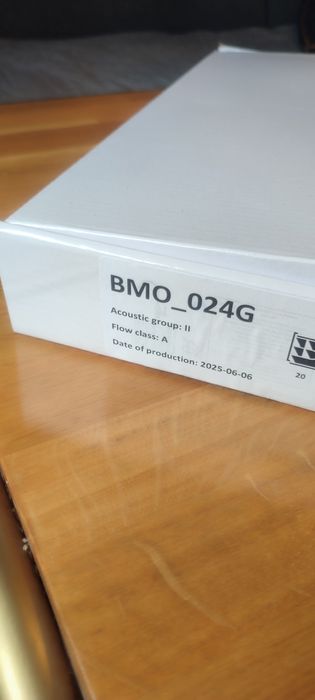 BMO_024G
Acoustic group: II
Flow class: A
Date of production: 2025-06-06
20